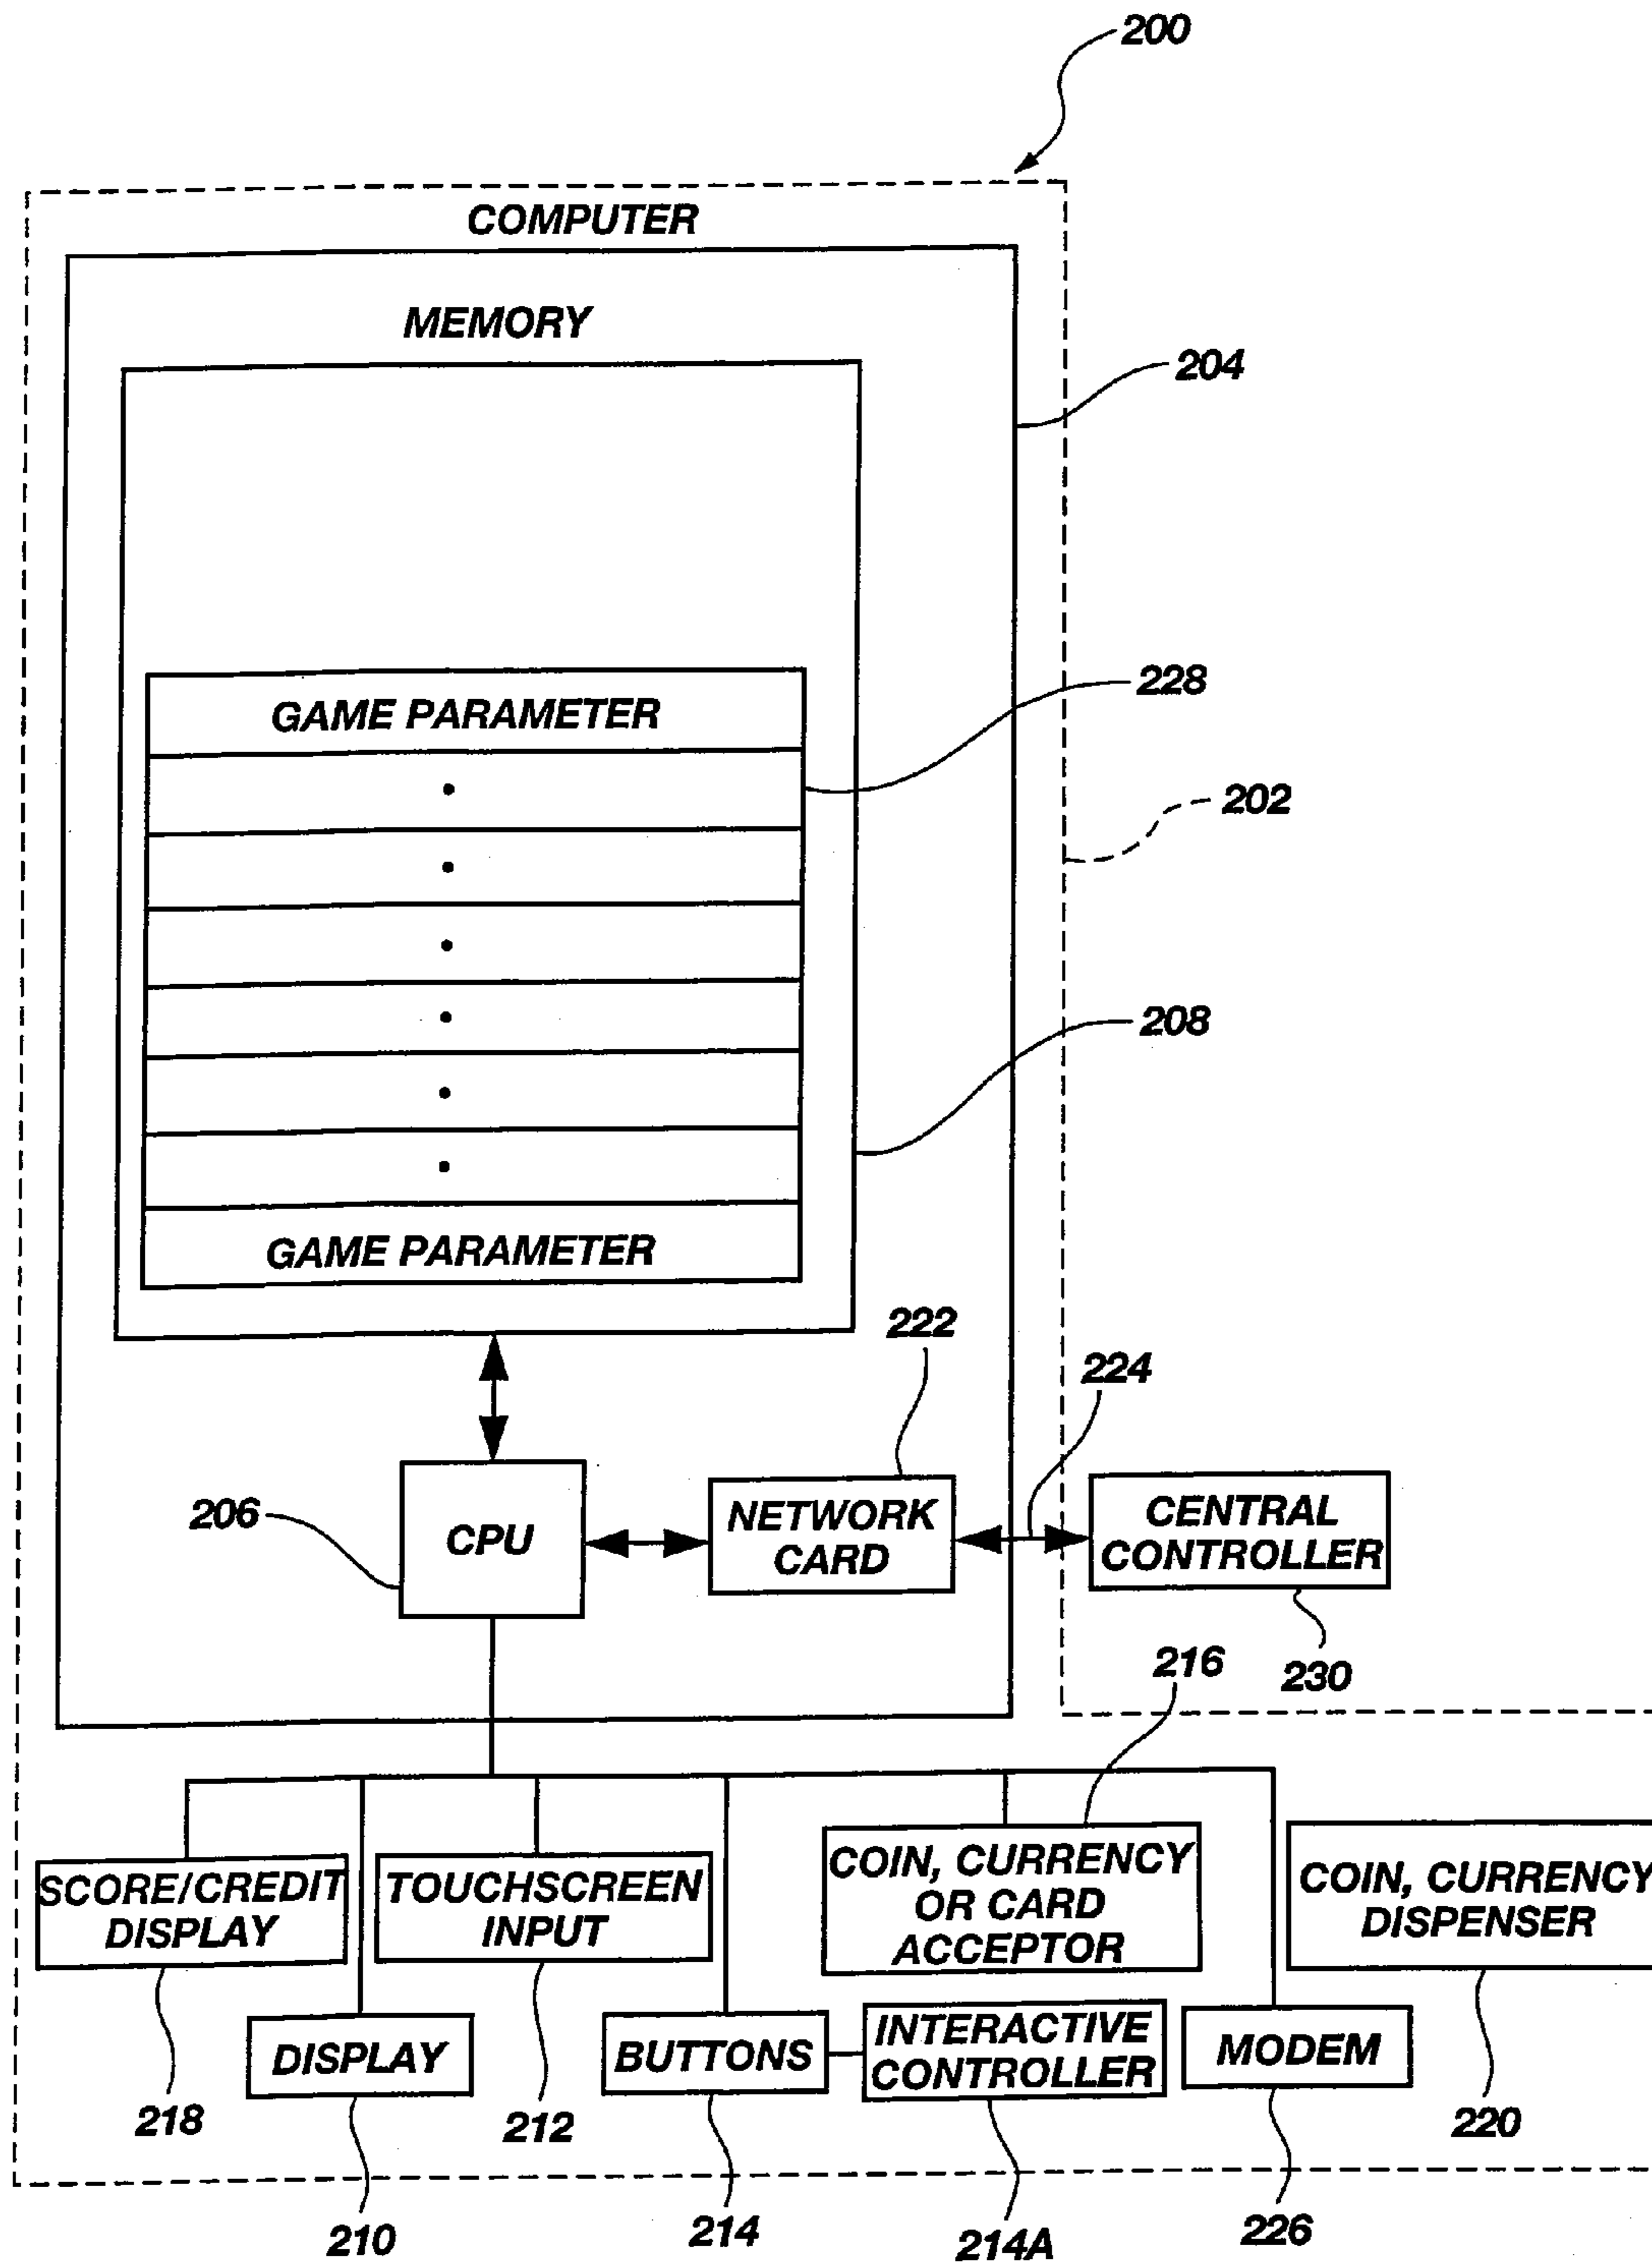 200
COMPUTER
MEMORY
204
GAME PARAMETER
228
202
208
GAME PARAMETER
222
224
206
CPU
NETWORK
CARD
CENTRAL
CONTROLLER
230
216
SCORE/CREDIT
DISPLAY
TOUCHSCREEN
INPUT
COIN, CURRENCY
OR CARD
ACCEPTOR
COIN, CURRENCY
DISPENSER
DISPLAY
BUTTONS
INTERACTIVE
CONTROLLER
MODEM
218
212
220
210
214
214A
226